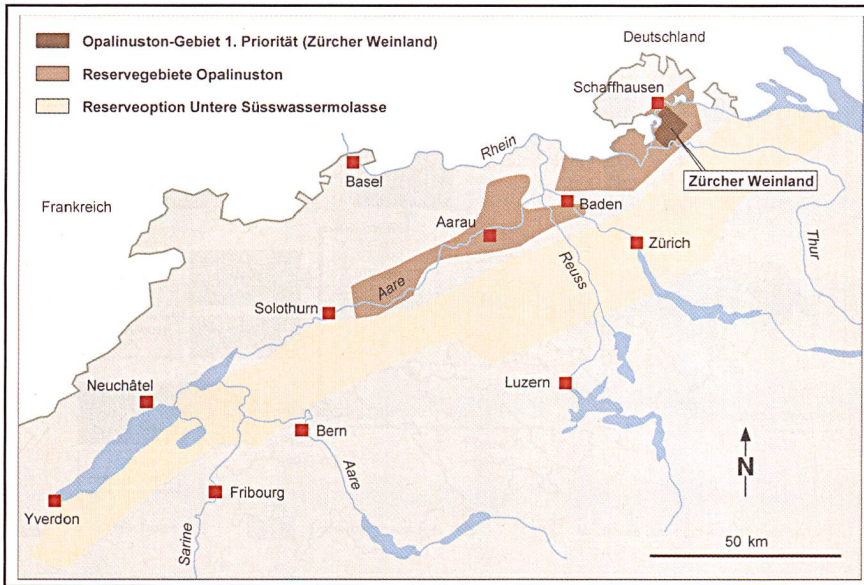 Opalinuston-Gebiet 1. Priorität (Zürcher Weinland)
Reservegebiete Opalinuston
Reserveoption Untere Süsswassermolasse
Deutschland
Schaffhausen
Rhein
Basel
Zürcher Weinland
Frankreich
Baden
Aarau
Zürich
Thur
Reuss
Aare
Solothurn
Neuchâtel
Luzern
Bern
Aare
N
Fribourg
Yverdon
Sarine
50 km